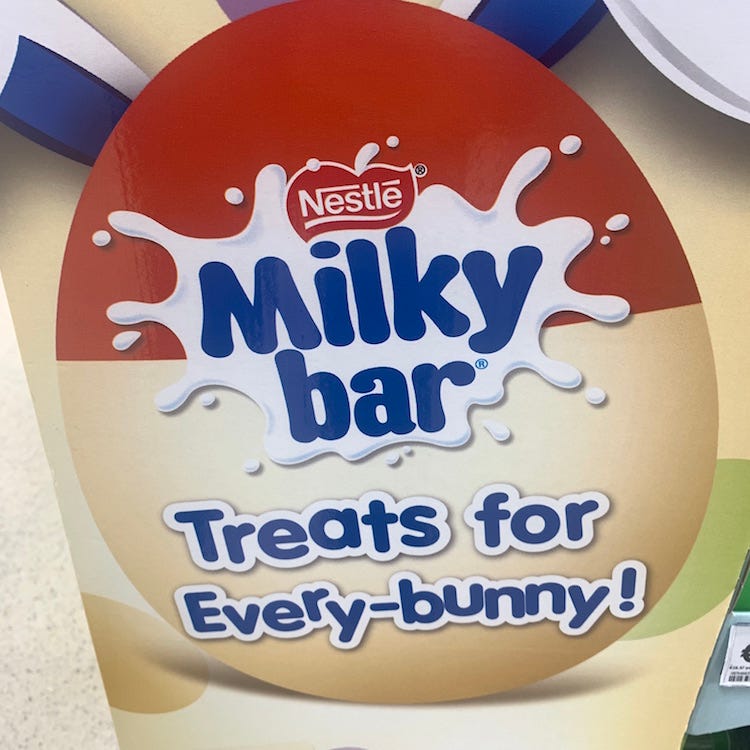 Nestlé®
Milky
bar®
Treats for
Every-bunny!